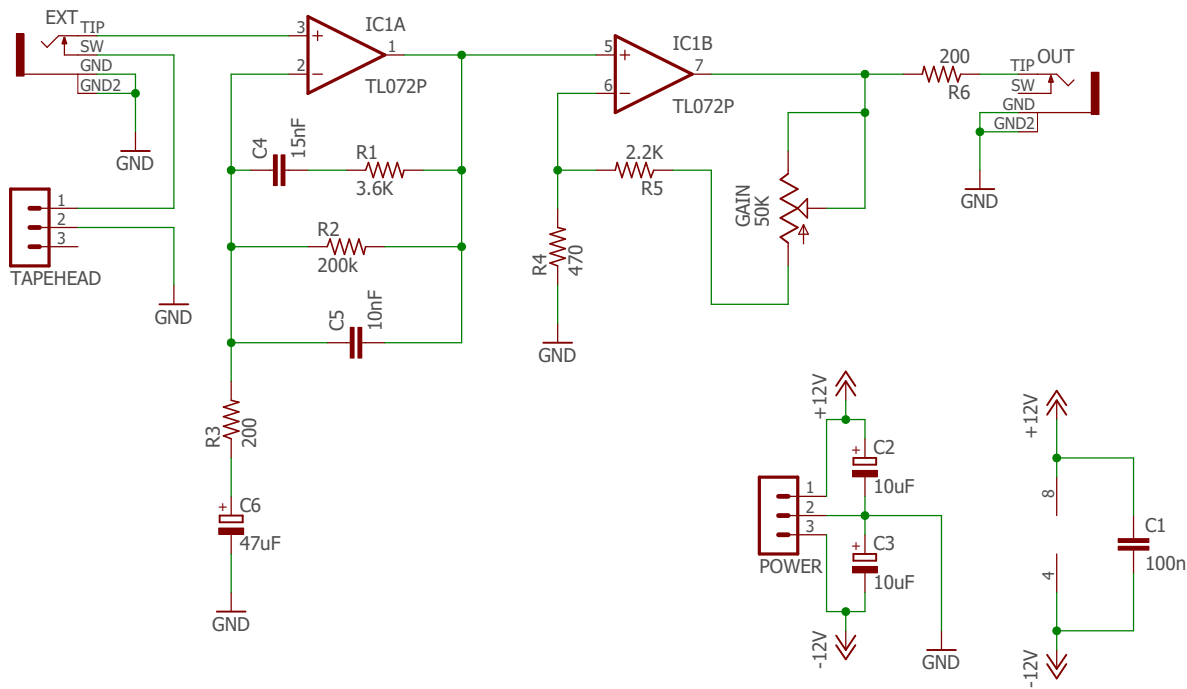 EXT
TIP
SW
GND
GND2
GND
1
2
3
TAPEHEAD
GND
3
2
1
IC1A
TL072P
C4
15nF
R1
3.6K
R2
200k
C5
10nF
R3
200
C6
47uF
GND
5
6
7
IC1B
TL072P
2.2K
R5
R4
470
GND
GAIN
50K
200
R6
OUT
TIP
SW
GND
GND2
GND
+12V
C2
10uF
1
2
3
POWER
C3
10uF
-12V
GND
+12V
8
4
C1
100n
-12V